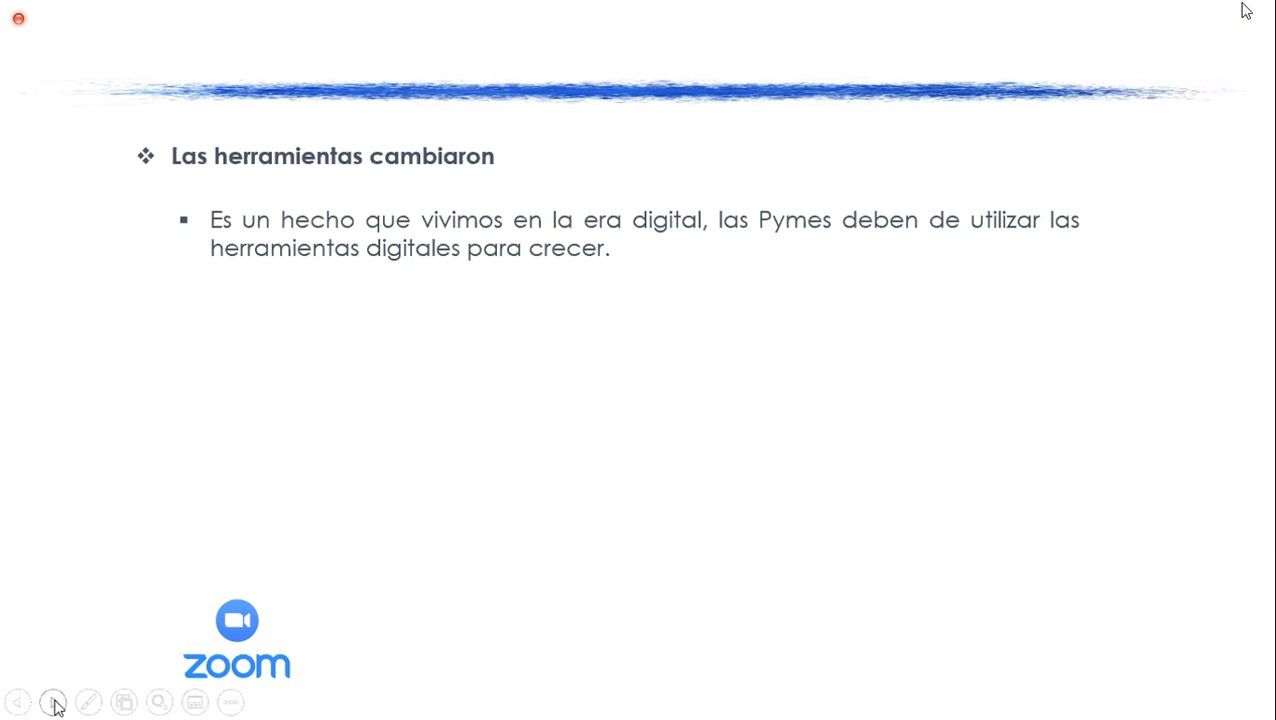 Las herramientas cambiaron
Es un hecho que vivimos en la era digital, las Pymes deben de utilizar las
herramientas digitales para crecer.
zoom